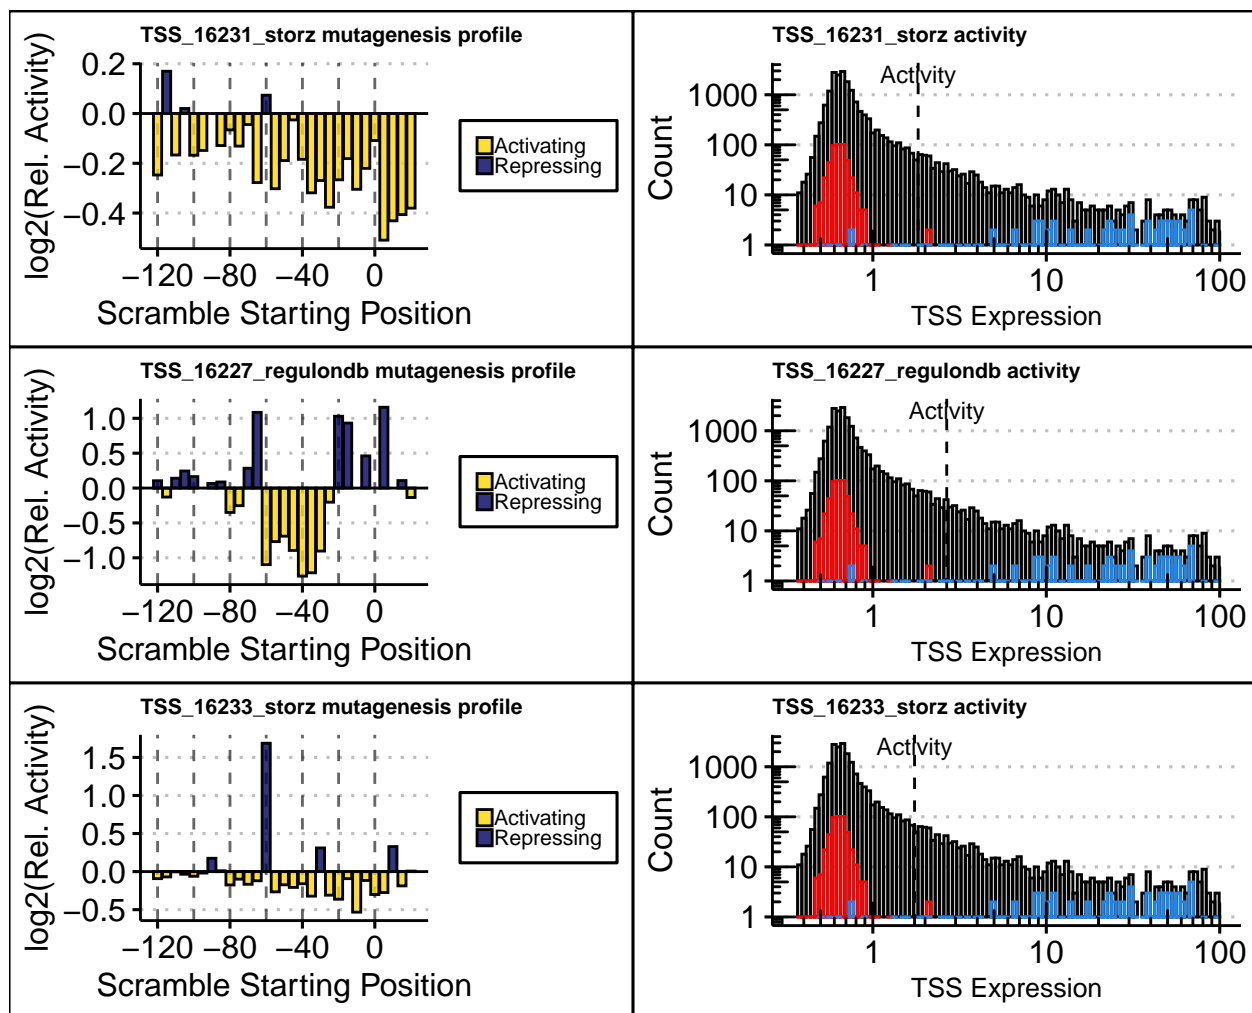 TSS_16231_storz mutagenesis profile
log2(Rel. Activity)
0.2
0.0
−0.2
−0.4
−120 −80 −40 0
Scramble Starting Position
Activating
Repressing
TSS_16231_storz activity
Activity
Count
1000
100
10
1
1 10 100
TSS Expression
TSS_16227_regulondb mutagenesis profile
log2(Rel. Activity)
1.0
0.5
0.0
−0.5
−1.0
−120 −80 −40 0
Scramble Starting Position
Activating
Repressing
TSS_16227_regulondb activity
Activity
Count
1000
100
10
1
1 10 100
TSS Expression
TSS_16233_storz mutagenesis profile
log2(Rel. Activity)
1.5
1.0
0.5
0.0
−0.5
−120 −80 −40 0
Scramble Starting Position
Activating
Repressing
TSS_16233_storz activity
Activity
Count
1000
100
10
1
1 10 100
TSS Expression